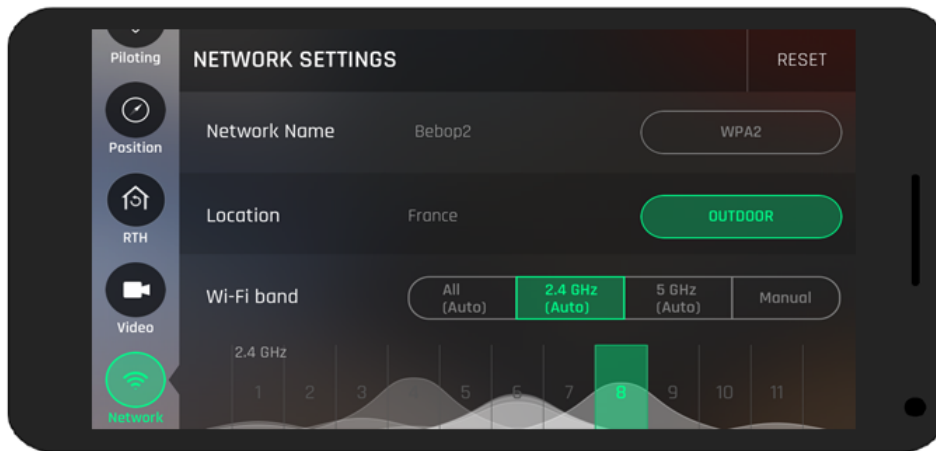 Piloting
NETWORK SETTINGS
RESET
Position
Network Name
Bebop2
WPA2
RTH
Location
France
OUTDOOR
Video
Wi-Fi band
All
(Auto)
2.4 GHz
(Auto)
5 GHz
(Auto)
Manual
Network
2.4 GHz
1 2 3 5 6 7 8 9 10 11